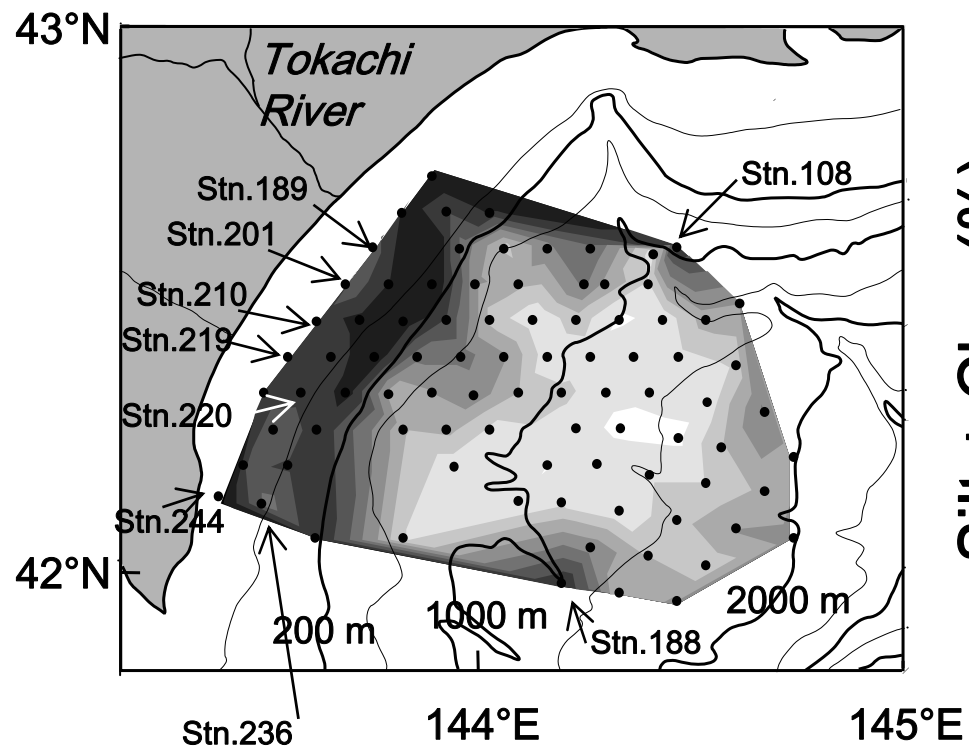 43°N
Tokachi
River
Stn.189
Stn.108
Stn.201
Stn.210
Stn.219
Stn.220
Stn.244
42°N
2000 m
1000 m
200 m
Stn.188
Stn.236
144°E
145°E